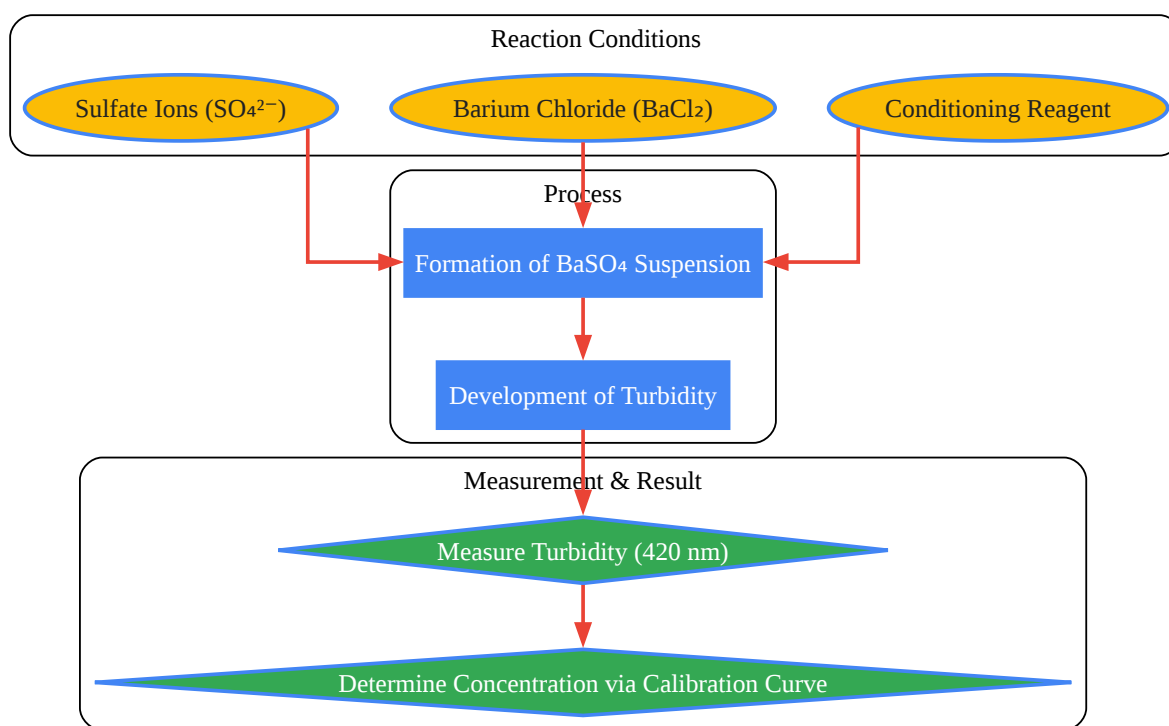 Reaction Conditions
Sulfate Ions (SO₄²⁻)
Barium Chloride (BaCl₂)
Conditioning Reagent
Process
Formation of BaSO₄ Suspension
Development of Turbidity
Measurement & Result
Measure Turbidity (420 nm)
Determine Concentration via Calibration Curve